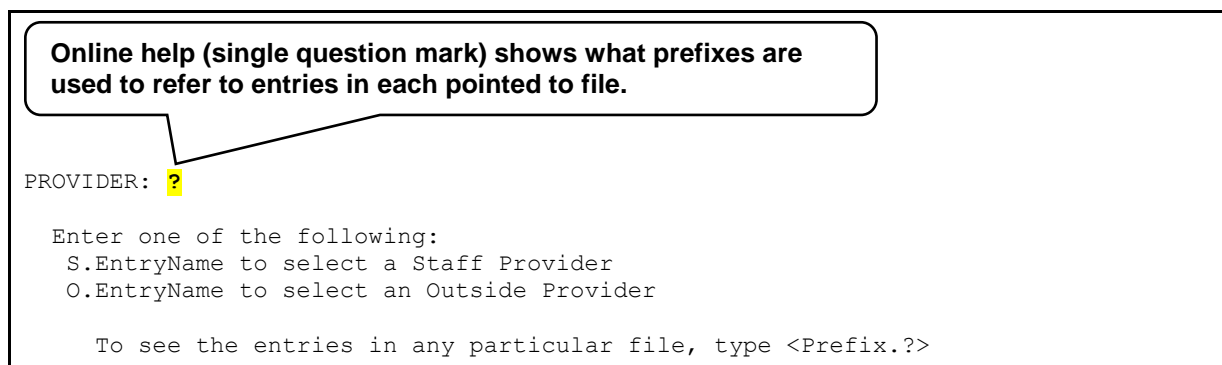 Online help (single question mark) shows what prefixes are
used to refer to entries in each pointed to file.
PROVIDER: ?
Enter one of the following:
S.EntryName to select a Staff Provider
O.EntryName to select an Outside Provider
To see the entries in any particular file, type <Prefix.?>